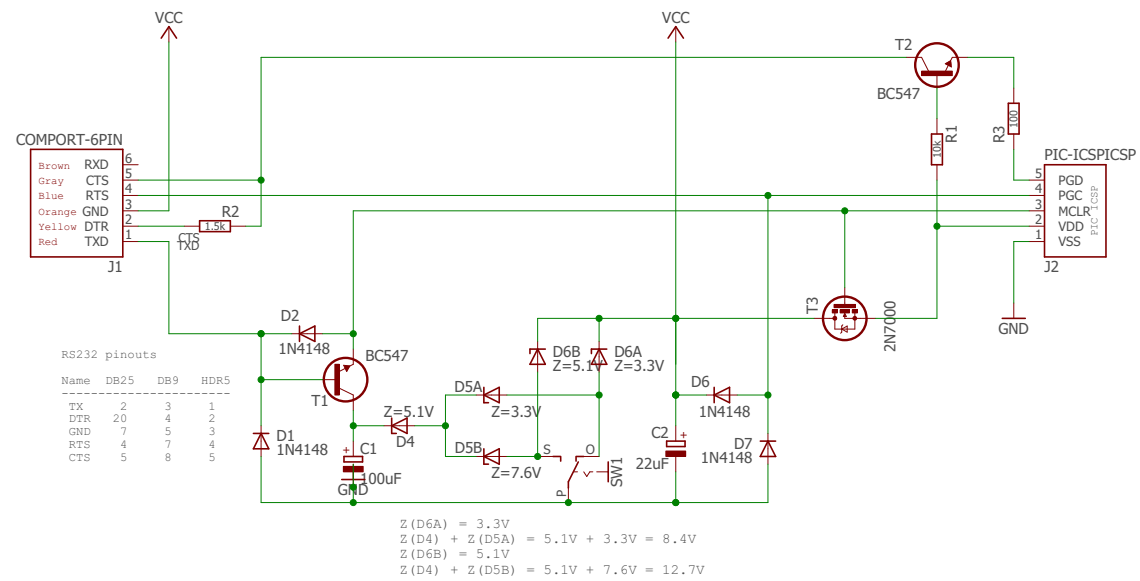 VCC
VCC
T2
BC547
COMPORT-6PIN
R1
10k
R3
100
PIC-ICSPICSP
Brown RXD 6
Gray CTS 5
Blue RTS 4
Orange GND 3
Yellow DTR 2
Red TXD 1
J1
R2
1.5k
CTS
TXD
5 PGD
4 PGC
3 MCLR
2 VDD
1 VSS
PIC ICSP
J2
GND
T3
2N7000
D2
1N4148
BC547
T1
D6B
Z=5.1V
D6A
Z=3.3V
RS232 pinouts
Name DB25 DB9 HDR5
-------------------------
TX 2 3 1
DTR 20 4 2
GND 7 5 3
RTS 4 7 4
CTS 5 8 5
D5A
Z=3.3V
Z=5.1V
D4
D6
1N4148
D1
1N4148
C1
+
100uF
GND
D5B
Z=7.6V
S
O
P
SW1
C2
+
22uF
D7
1N4148
Z(D6A) = 3.3V
Z(D4) + Z(D5A) = 5.1V + 3.3V = 8.4V
Z(D6B) = 5.1V
Z(D4) + Z(D5B) = 5.1V + 7.6V = 12.7V